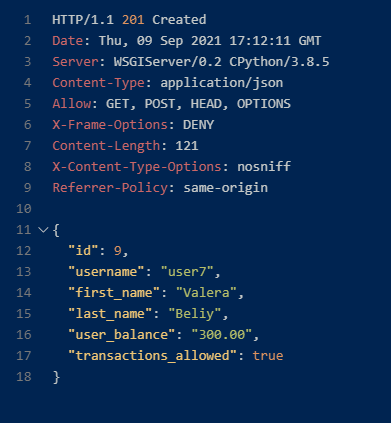 1 HTTP/1.1 201 Created
2 Date: Thu, 09 Sep 2021 17:12:11 GMT
3 Server: WSGIServer/0.2 CPython/3.8.5
4 Content-Type: application/json
5 Allow: GET, POST, HEAD, OPTIONS
6 X-Frame-Options: DENY
7 Content-Length: 121
8 X-Content-Type-Options: nosniff
9 Referrer-Policy: same-origin
10
11 {
12 "id": 9,
13 "username": "user7",
14 "first_name": "Valera",
15 "last_name": "Beliy",
16 "user_balance": "300.00",
17 "transactions_allowed": true
18 }